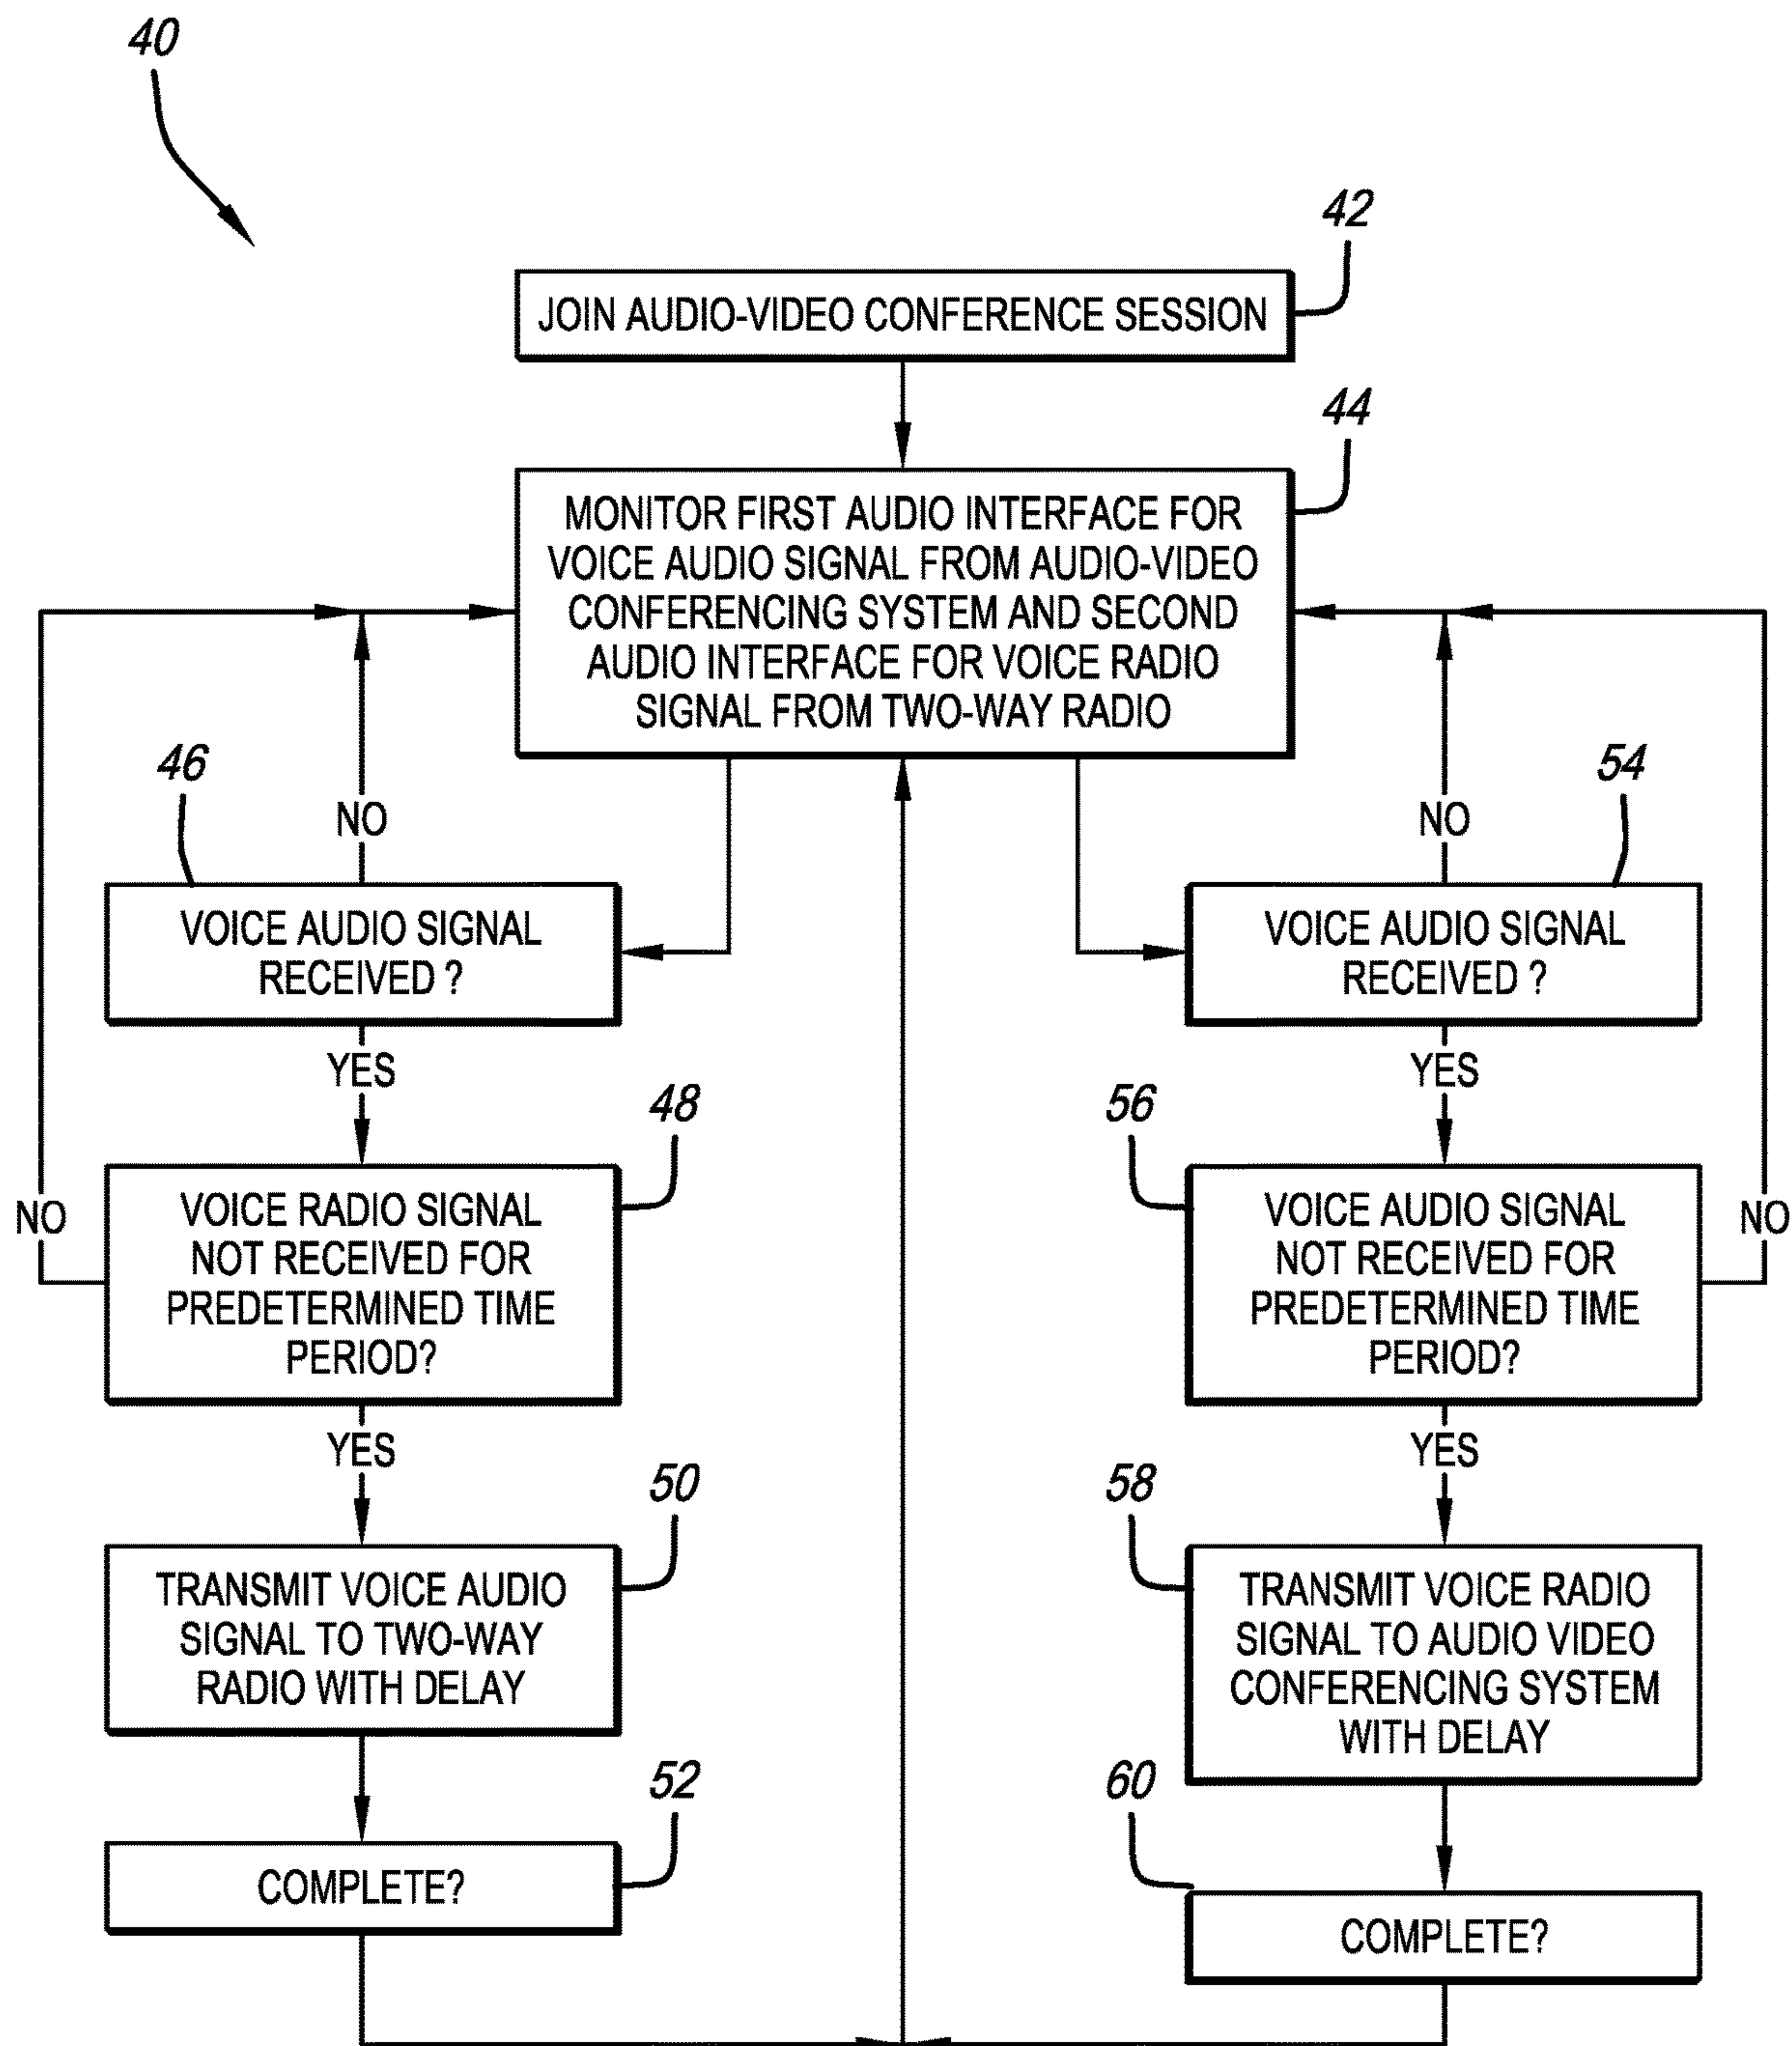 40
42
JOIN AUDIO-VIDEO CONFERENCE SESSION
44
MONITOR FIRST AUDIO INTERFACE FOR
VOICE AUDIO SIGNAL FROM AUDIO-VIDEO
CONFERENCING SYSTEM AND SECOND
AUDIO INTERFACE FOR VOICE RADIO
SIGNAL FROM TWO-WAY RADIO
46
NO
VOICE AUDIO SIGNAL
RECEIVED ?
YES
48
NO
VOICE RADIO SIGNAL
NOT RECEIVED FOR
PREDETERMINED TIME
PERIOD?
YES
50
TRANSMIT VOICE AUDIO
SIGNAL TO TWO-WAY
RADIO WITH DELAY
52
COMPLETE?
54
NO
VOICE AUDIO SIGNAL
RECEIVED ?
YES
56
NO
VOICE AUDIO SIGNAL
NOT RECEIVED FOR
PREDETERMINED TIME
PERIOD?
YES
58
TRANSMIT VOICE RADIO
SIGNAL TO AUDIO VIDEO
CONFERENCING SYSTEM
WITH DELAY
60
COMPLETE?